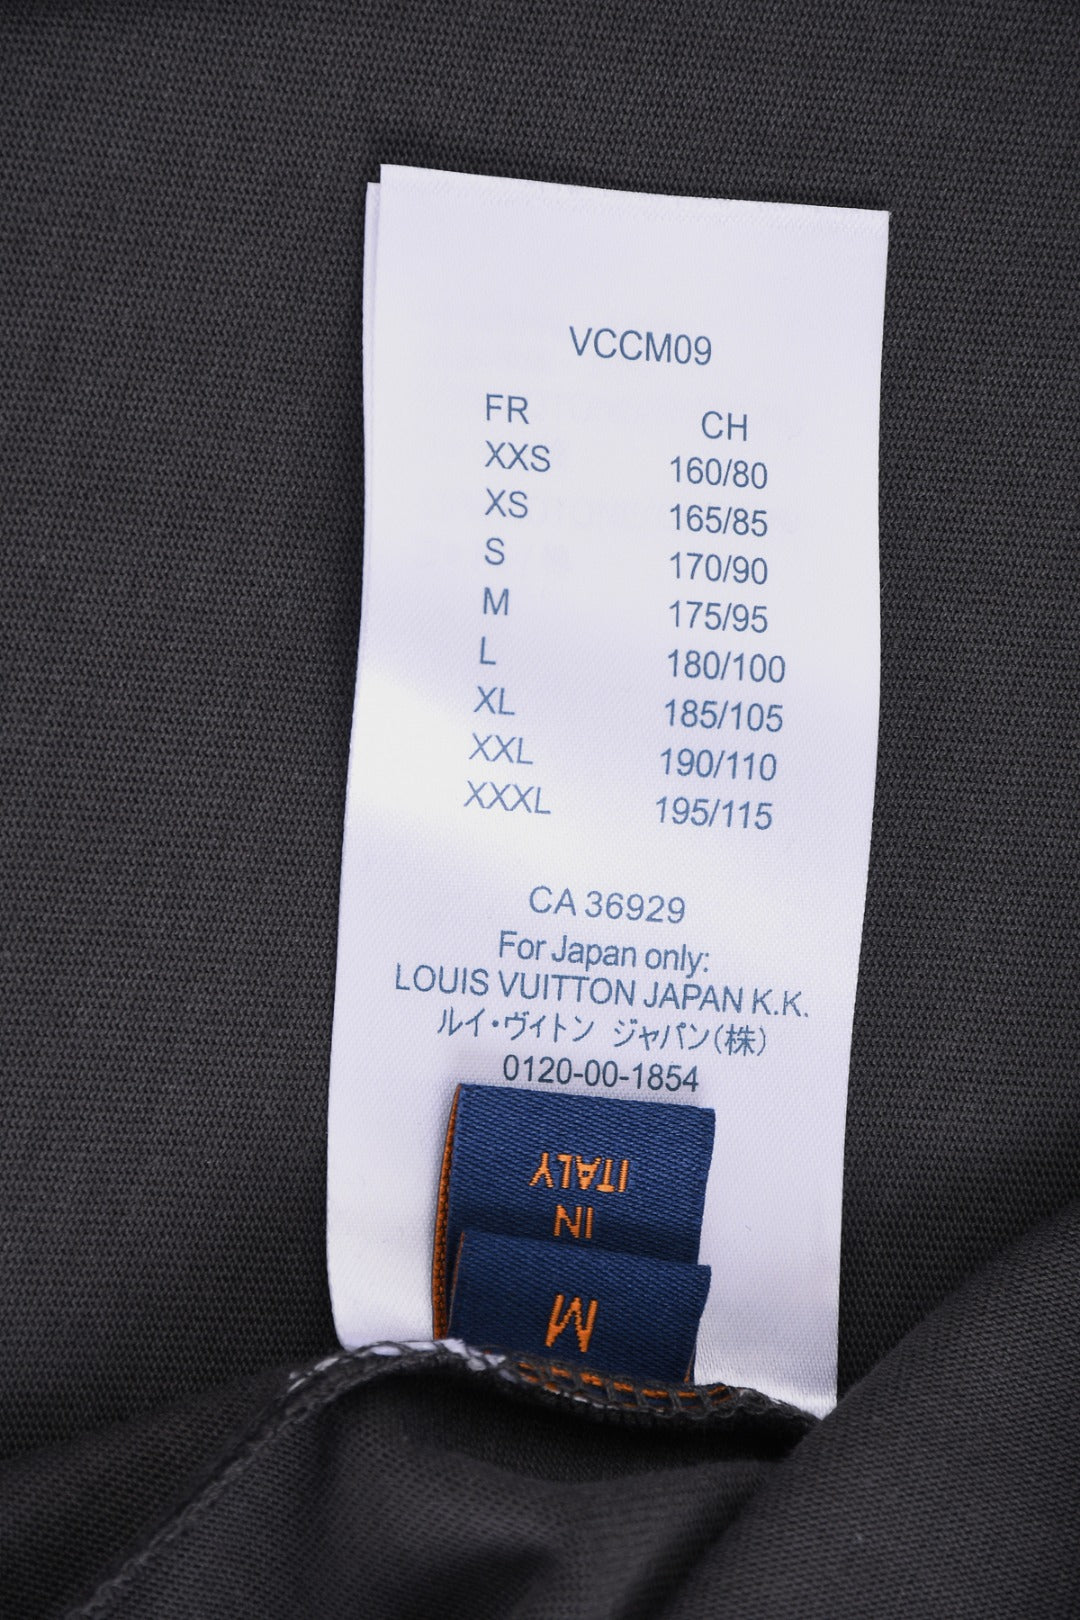 VCCM09
FR CH
XXS 160/80
XS 165/85
S 170/90
M 175/95
L 180/100
XL 185/105
XXL 190/110
XXXL 195/115
CA 36929
For Japan only:
LOUIS VUITTON JAPAN K.K.
ルイ・ヴィトン ジャパン(株)
0120-00-1854
IN
ITALY
M